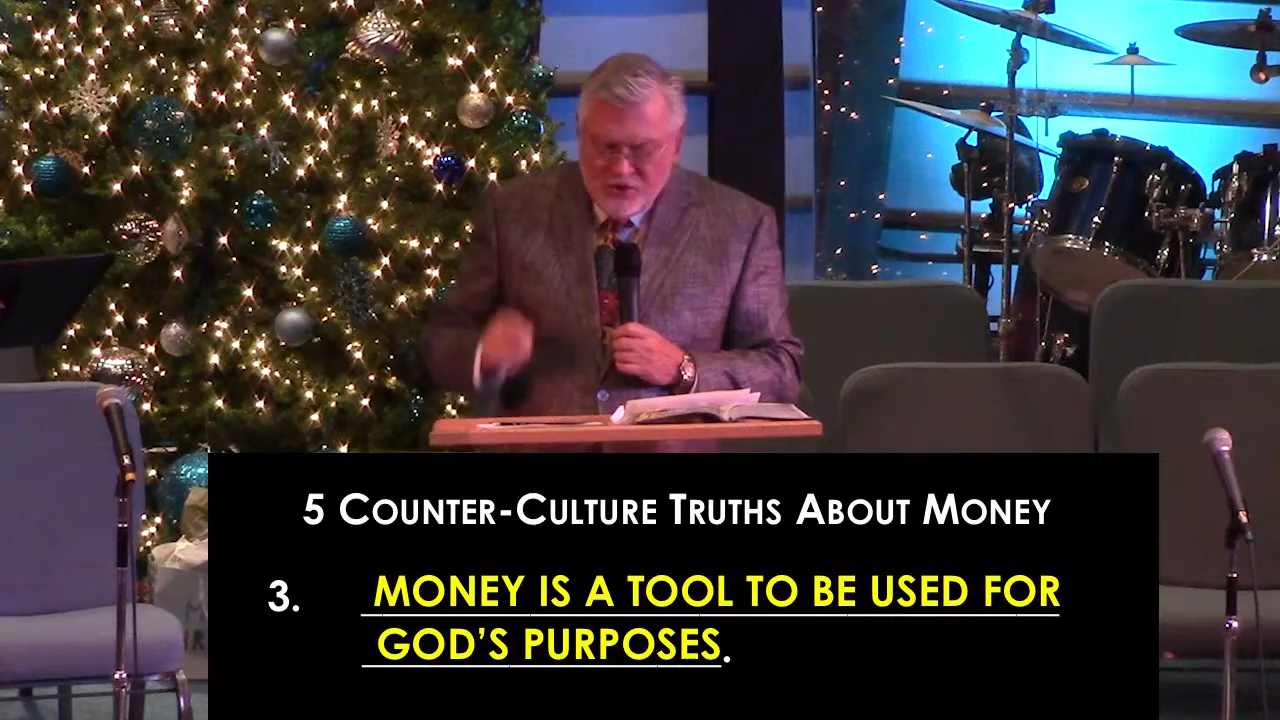 5 COUNTER-CULTURE TRUTHS ABOUT MONEY
3. MONEY IS A TOOL TO BE USED FOR
GOD’S PURPOSES.